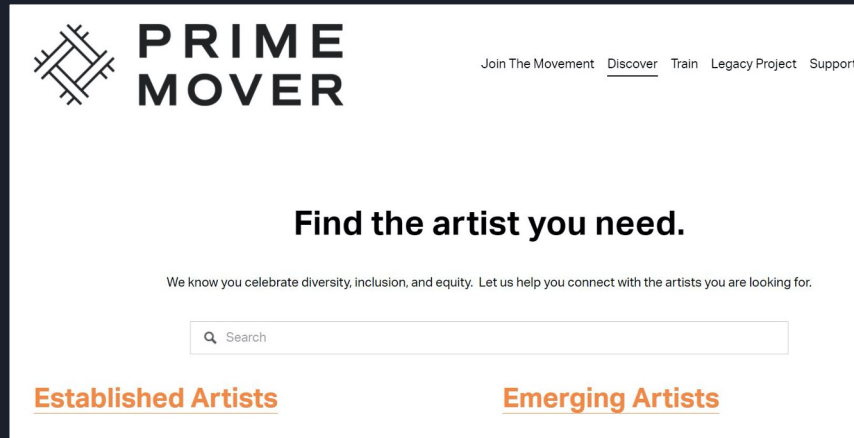 PRIME
MOVER
Join The Movement Discover Train Legacy Project Support
Find the artist you need.
We know you celebrate diversity, inclusion, and equity. Let us help you connect with the artists you are looking for.
Search
Established Artists
Emerging Artists